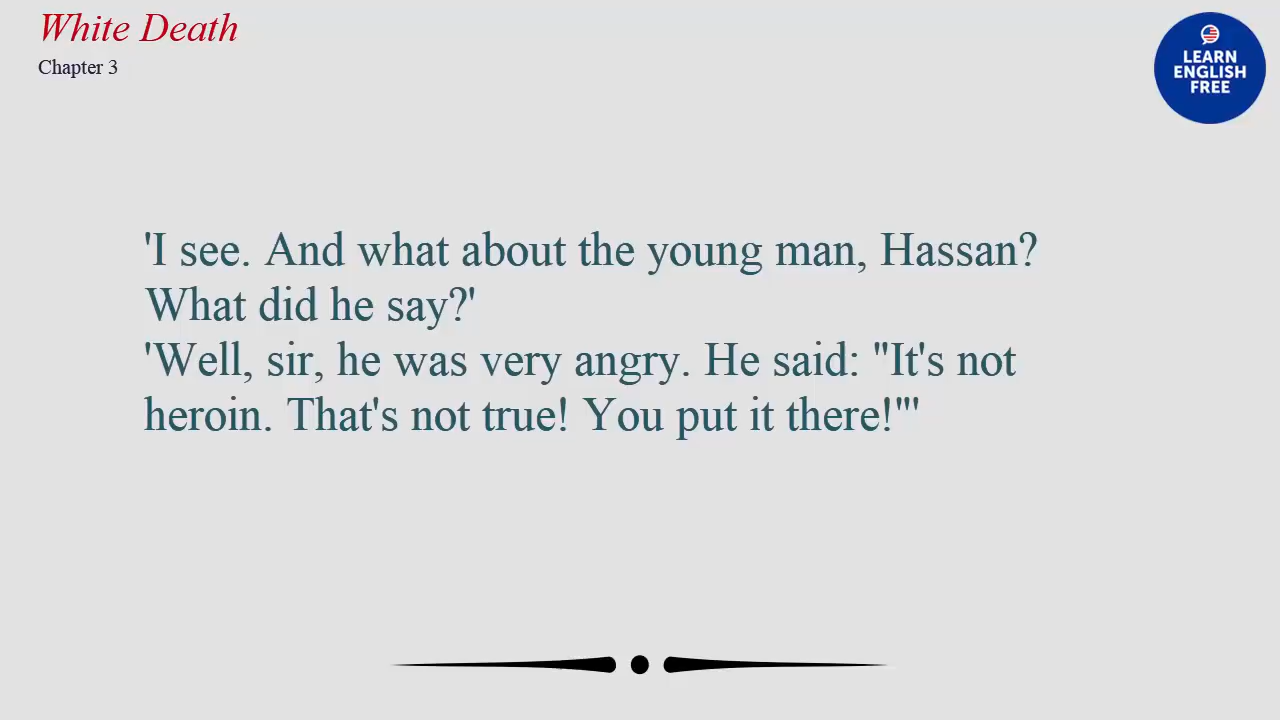 White Death
Chapter 3
LEARN
ENGLISH
FREE
'I see. And what about the young man, Hassan?
What did he say?'
'Well, sir, he was very angry. He said: "It's not
heroin. That's not true! You put it there!"'